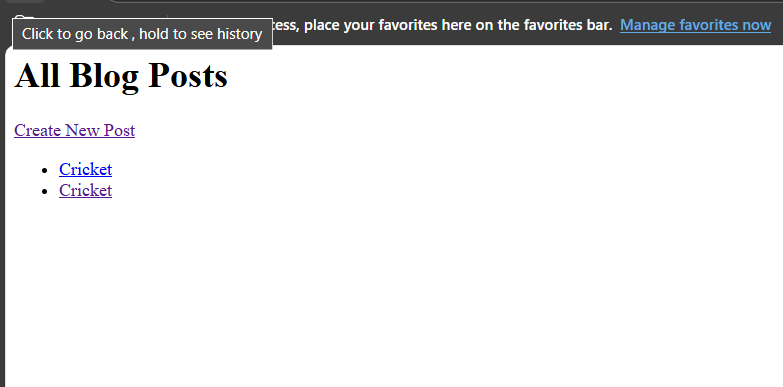 Click to go back , hold to see history
cess, place your favorites here on the favorites bar. Manage favorites now
All Blog Posts
Create New Post
Cricket
Cricket